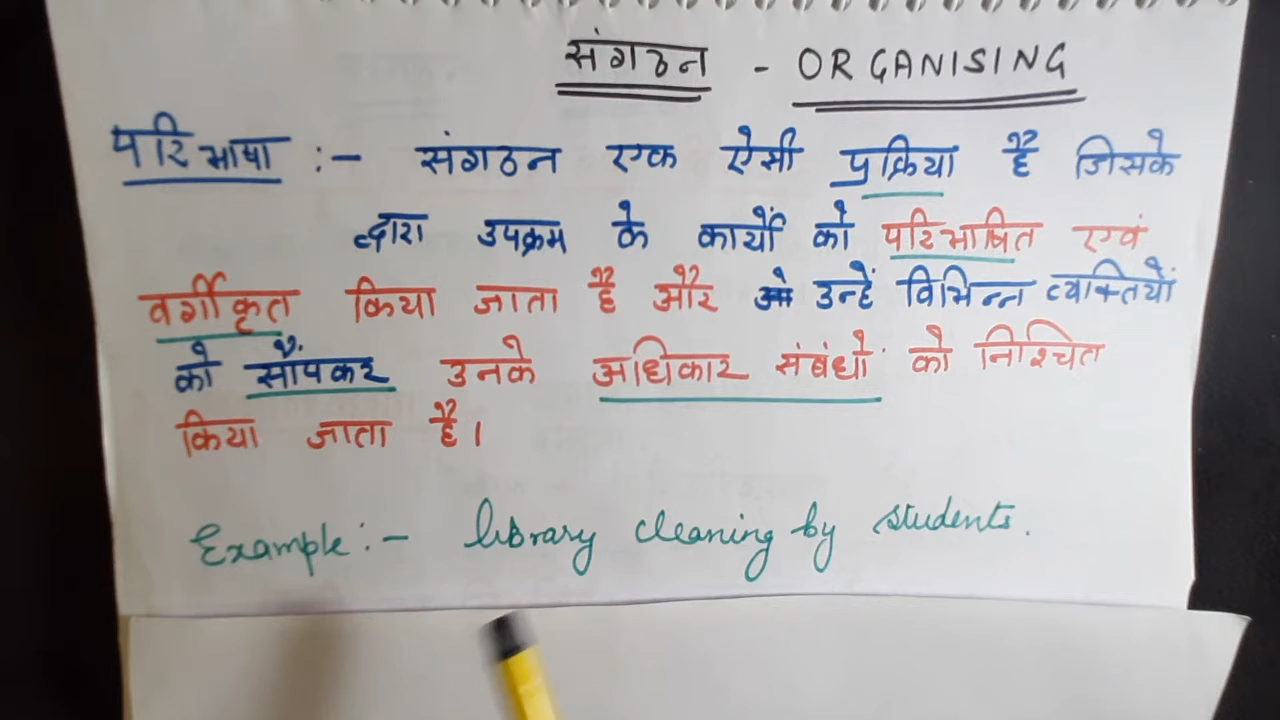 संगठन - ORGANISING
परिभाषा :- संगठन एक ऐसी प्रक्रिया है जिसके
द्वारा उपक्रम के कार्यों को परिभाषित एवं
वर्गीकृत किया जाता है और उन्हें विभिन्न व्यक्तियों
को सौंपकर उनके अधिकार संबंधों को निश्चित
किया जाता है।
Example:- library cleaning by students.